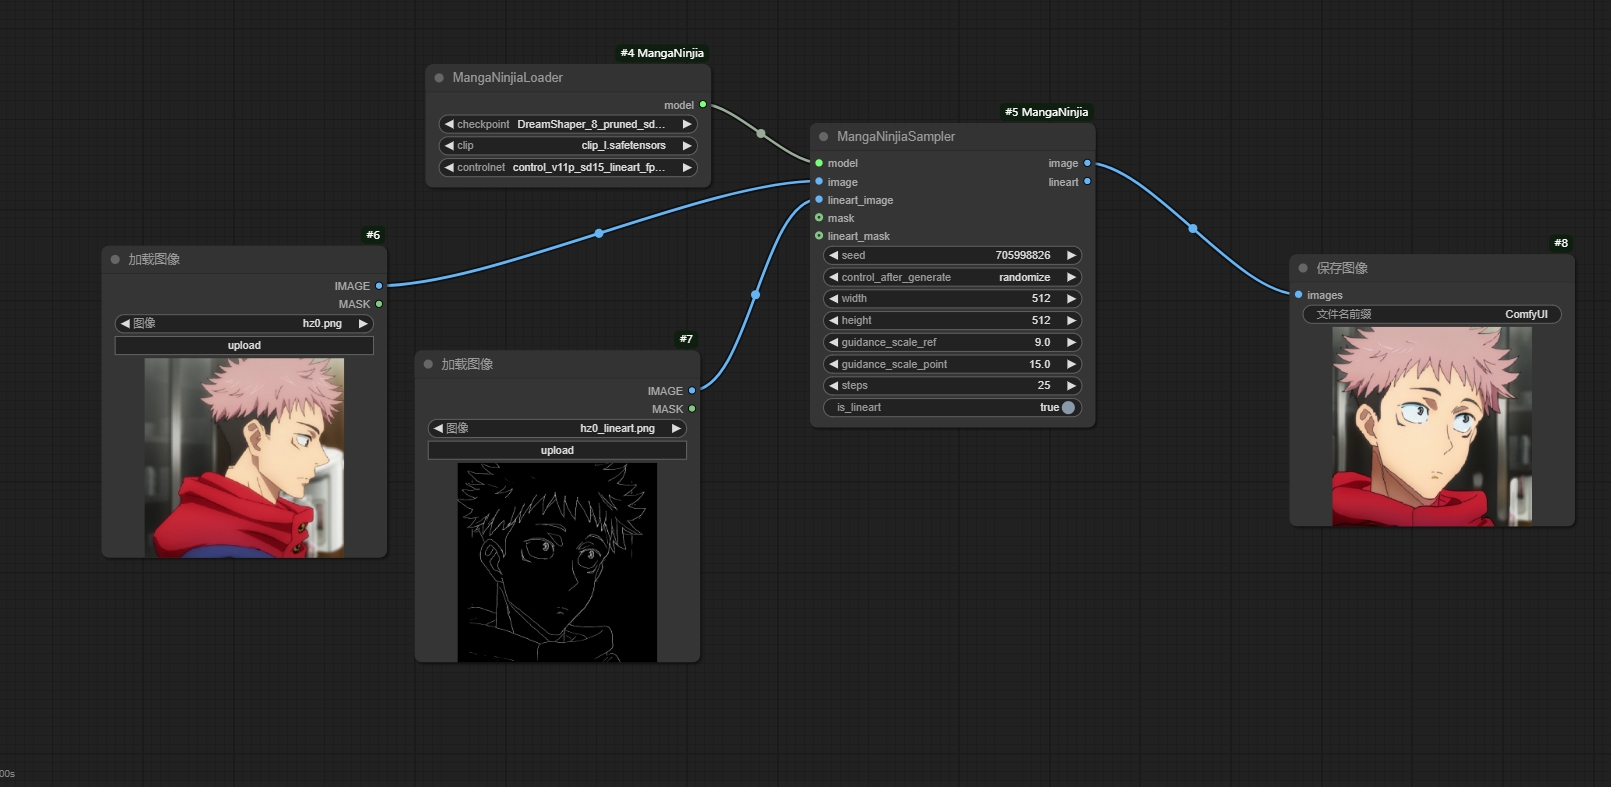 #4 MangaNinjia
MangaNinjiaLoader
model
checkpoint DreamShaper_8_pruned_sd...
clip clip_l.safetensors
controlnet control_v11p_sd15_lineart_fp...
#5 MangaNinjia
MangaNinjiaSampler
model image
image lineart
lineart_image
mask
lineart_mask
seed 705998826
control_after_generate randomize
width 512
height 512
guidance_scale_ref 9.0
guidance_scale_point 15.0
steps 25
is_lineart true
#6
加载图像
IMAGE
MASK
图像 hz0.png
upload
#7
加载图像
IMAGE
MASK
图像 hz0_lineart.png
upload
#8
保存图像
images
文件名前缀 ComfyUI
00s